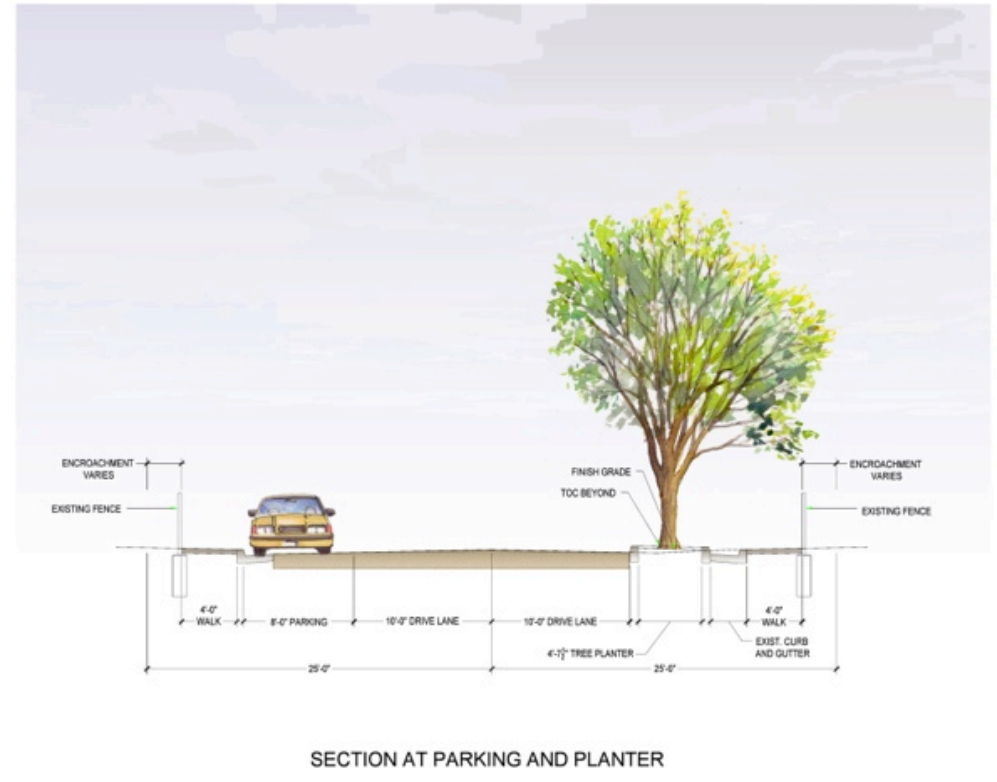 ENCROACHMENT
VARIES
EXISTING FENCE
FINISH GRADE
TOC BEYOND
ENCROACHMENT
VARIES
EXISTING FENCE
4'-0"
WALK
8'-0" PARKING
10'-0" DRIVE LANE
10'-0" DRIVE LANE
4'-7½" TREE PLANTER
4'-0"
WALK
EXIST. CURB
AND GUTTER
25'-0"
25'-0"
SECTION AT PARKING AND PLANTER